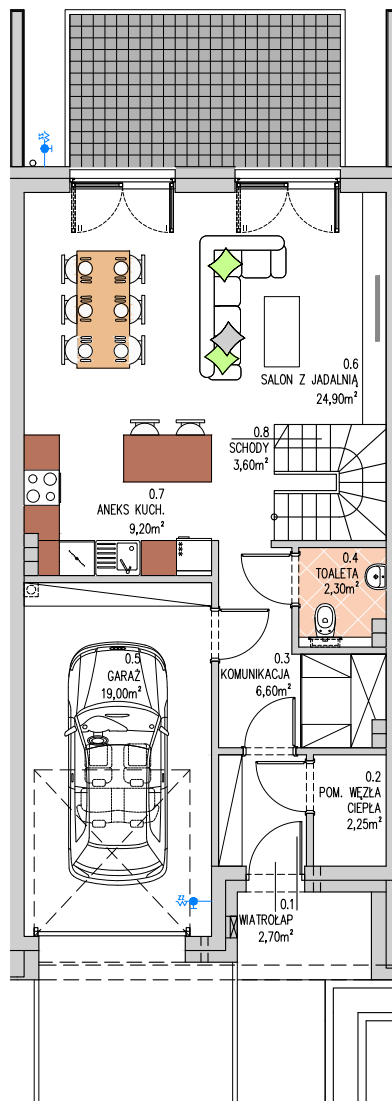 0.6
SALON Z JADALNIĄ
24,90m²
0.8
SCHODY
3,60m²
0.7
ANEKS KUCH.
9,20m²
0.4
TOALETA
2,30m²
0.5
GARAŻ
19,00m²
0.3
KOMUNIKACJA
6,60m²
0.2
POM. WĘZŁA
CIEPŁA
2,25m²
0.1
WIATROŁAP
2,70m²